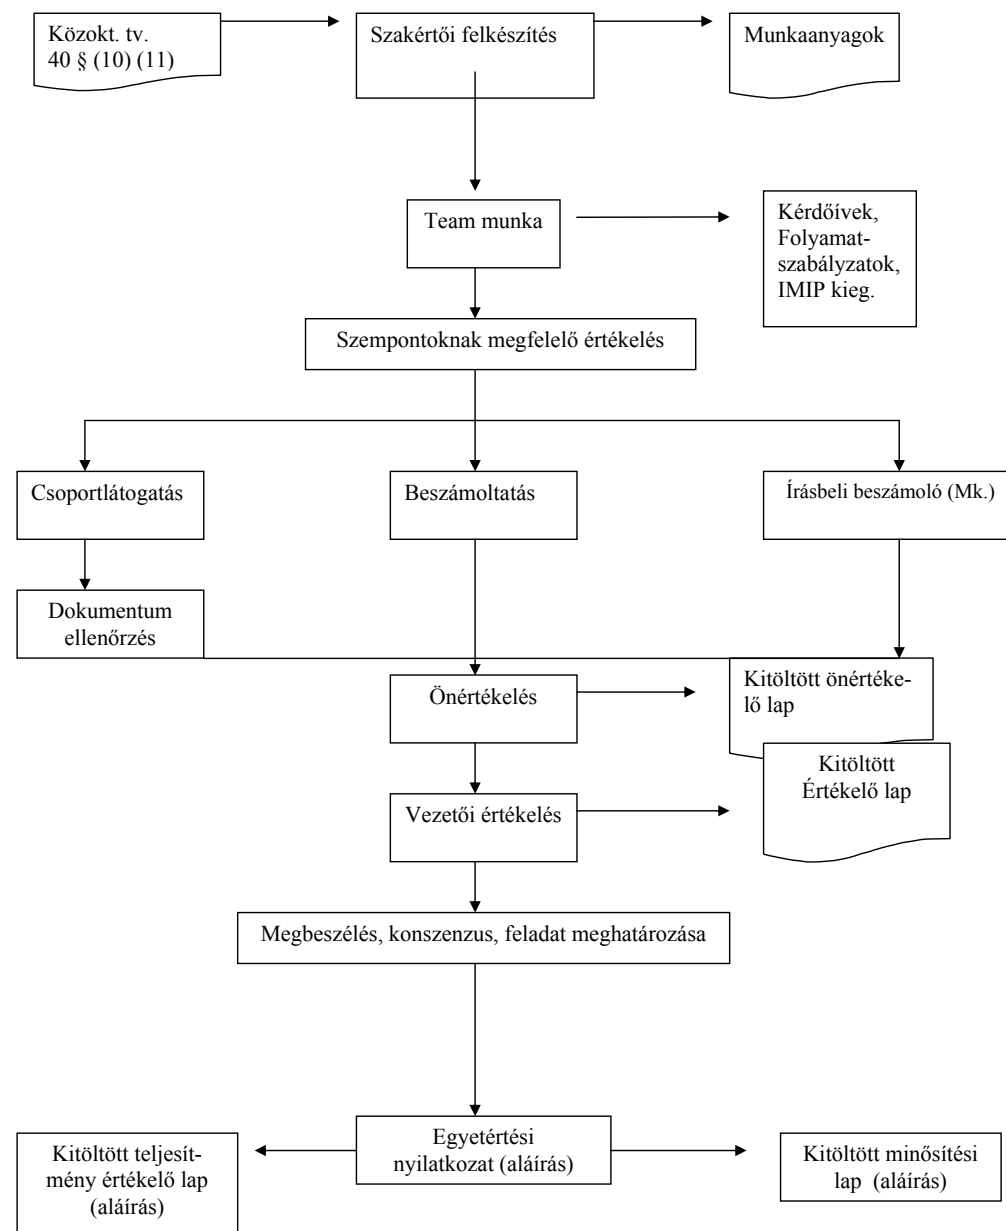 Közokt. tv.
40 § (10) (11)
Szakértői felkészítés
Munkaanyagok
Team munka
Kérdőívek,
Folyamat-
szabályzatok,
IMIP kieg.
Szempontoknak megfelelő értékelés
Csoportlátogatás
Beszámoltatás
Írásbeli beszámoló (Mk.)
Dokumentum
ellenőrzés
Önértékelés
Kitöltött önértéke-
lő lap
Vezetői értékelés
Kitöltött
Értékelő lap
Megbeszélés, konszenzus, feladat meghatározása
Kitöltött teljesít-
mény értékelő lap
(aláírás)
Egyetértési
nyilatkozat (aláírás)
Kitöltött minősítési
lap (aláírás)